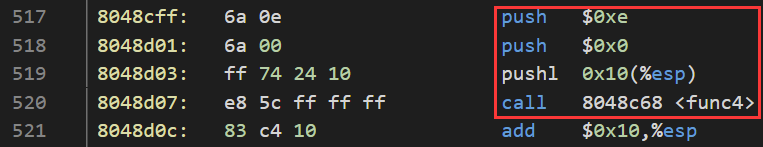 517 8048cff: 6a 0e push $0xe
518 8048d01: 6a 00 push $0x0
519 8048d03: ff 74 24 10 pushl 0x10(%esp)
520 8048d07: e8 5c ff ff ff call 8048c68 <func4>
521 8048d0c: 83 c4 10 add $0x10,%esp